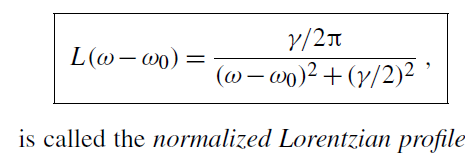 L(ω − ω0) = γ/2π / (ω − ω0)² + (γ/2)² ,
is called the normalized Lorentzian profile